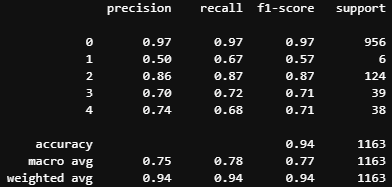 precision recall f1-score support
0 0.97 0.97 0.97 956
1 0.50 0.67 0.57 6
2 0.86 0.87 0.87 124
3 0.70 0.72 0.71 39
4 0.74 0.68 0.71 38
accuracy 0.94 1163
macro avg 0.75 0.78 0.77 1163
weighted avg 0.94 0.94 0.94 1163